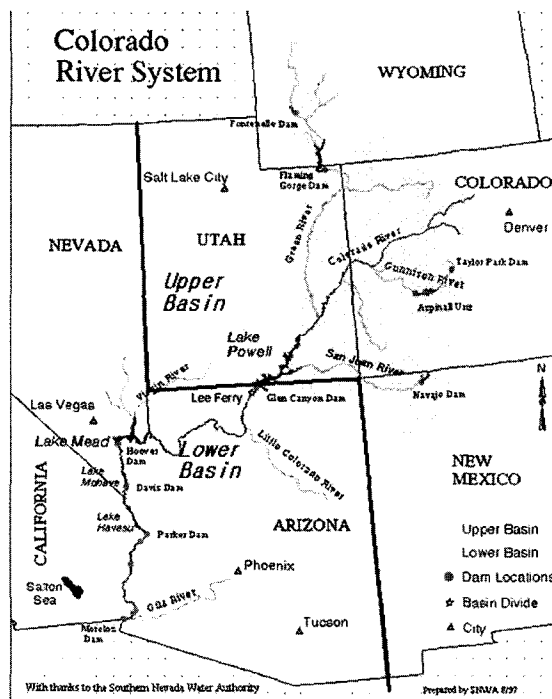 Colorado
River System
WYOMING
Fontenelle Dam
Salt Lake City
Flaming
Gorge Dam
COLORADO
Denver
NEVADA
UTAH
Green River
Colorado River
Gunnison River
Taylor Park Dam
Aspinall Unit
Upper
Basin
Lake
Powell
San Juan River
Virgin River
Lee Ferry
Glen Canyon Dam
Navajo Dam
N
Las Vegas
Lake Mead
Hoover
Dam
Lower
Basin
Little Colorado River
Lake
Mohave
Davis Dam
NEW
MEXICO
CALIFORNIA
Lake
Havasu
Parker Dam
ARIZONA
Upper Basin
Lower Basin
Dam Locations
Basin Divide
City
Phoenix
Salton
Sea
Gila River
Morelos
Dam
Tucson
With thanks to the Southern Nevada Water Authority
Prepared by SNWA 8/97